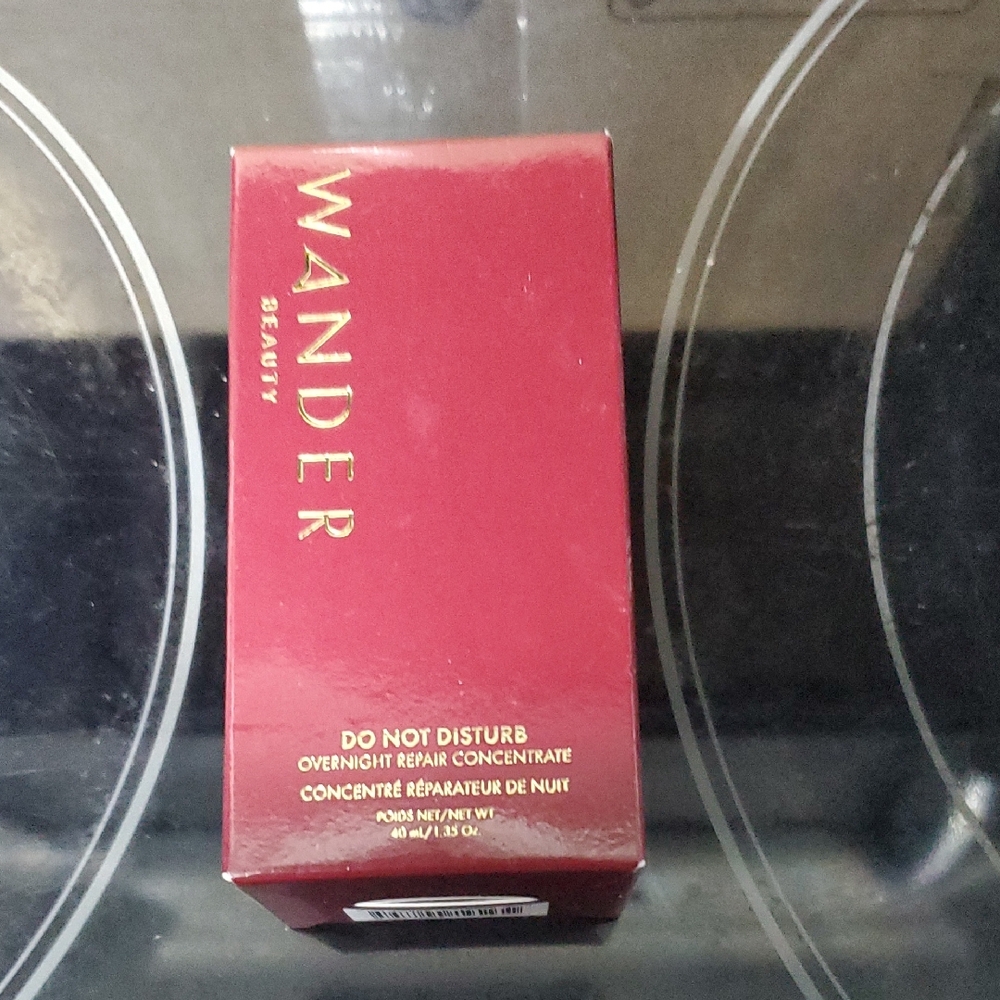 WANDER
BEAUTY
DO NOT DISTURB
OVERNIGHT REPAIR CONCENTRATE
CONCENTRÉ RÉPARATEUR DE NUIT
POIDS NET/NET WT
40 mL/1.35 Oz.